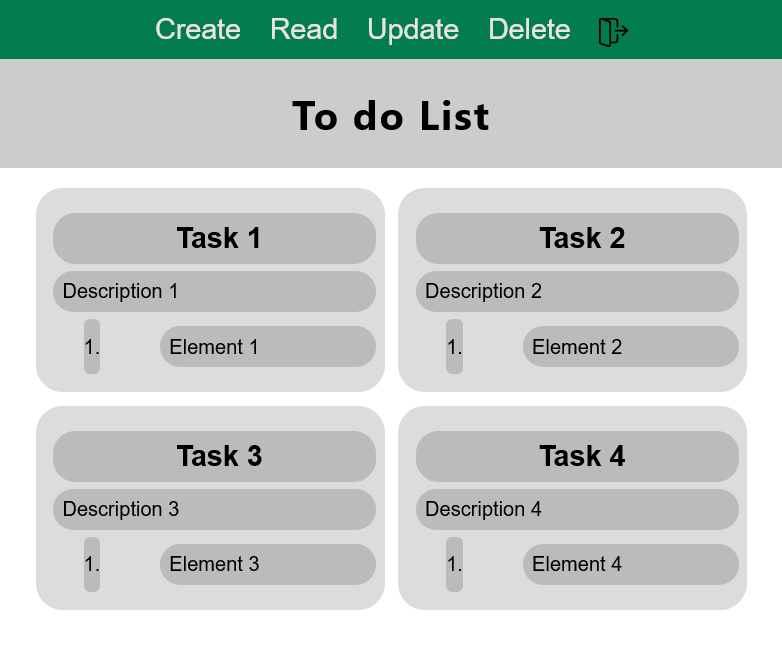 Create Read Update Delete
To do List
Task 1
Description 1
1. Element 1
Task 2
Description 2
1. Element 2
Task 3
Description 3
1. Element 3
Task 4
Description 4
1. Element 4